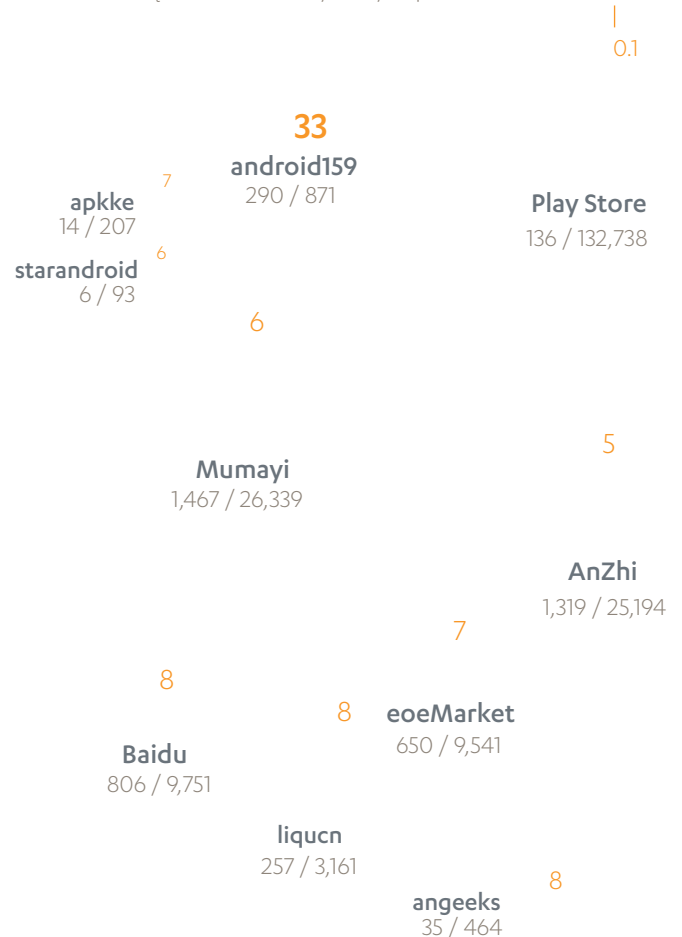 0.1
33
android159
290 / 871
7
apkke
14 / 207
Play Store
136 / 132,738
6
starandroid
6 / 93
6
5
Mumayi
1,467 / 26,339
AnZhi
1,319 / 25,194
7
8
8
eoeMarket
650 / 9,541
Baidu
806 / 9,751
liqucn
257 / 3,161
8
angeeks
35 / 464